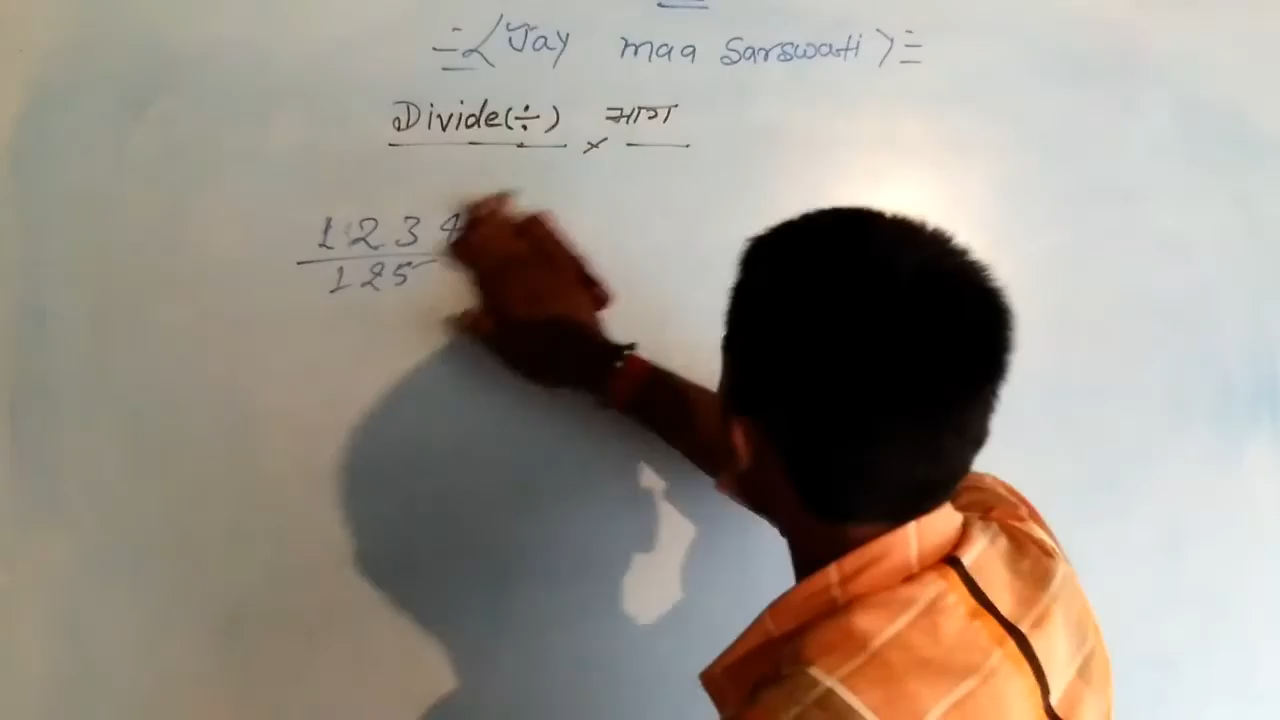 =< Jay maa Sarswati >=
Divide(÷) × भाग
1234
125